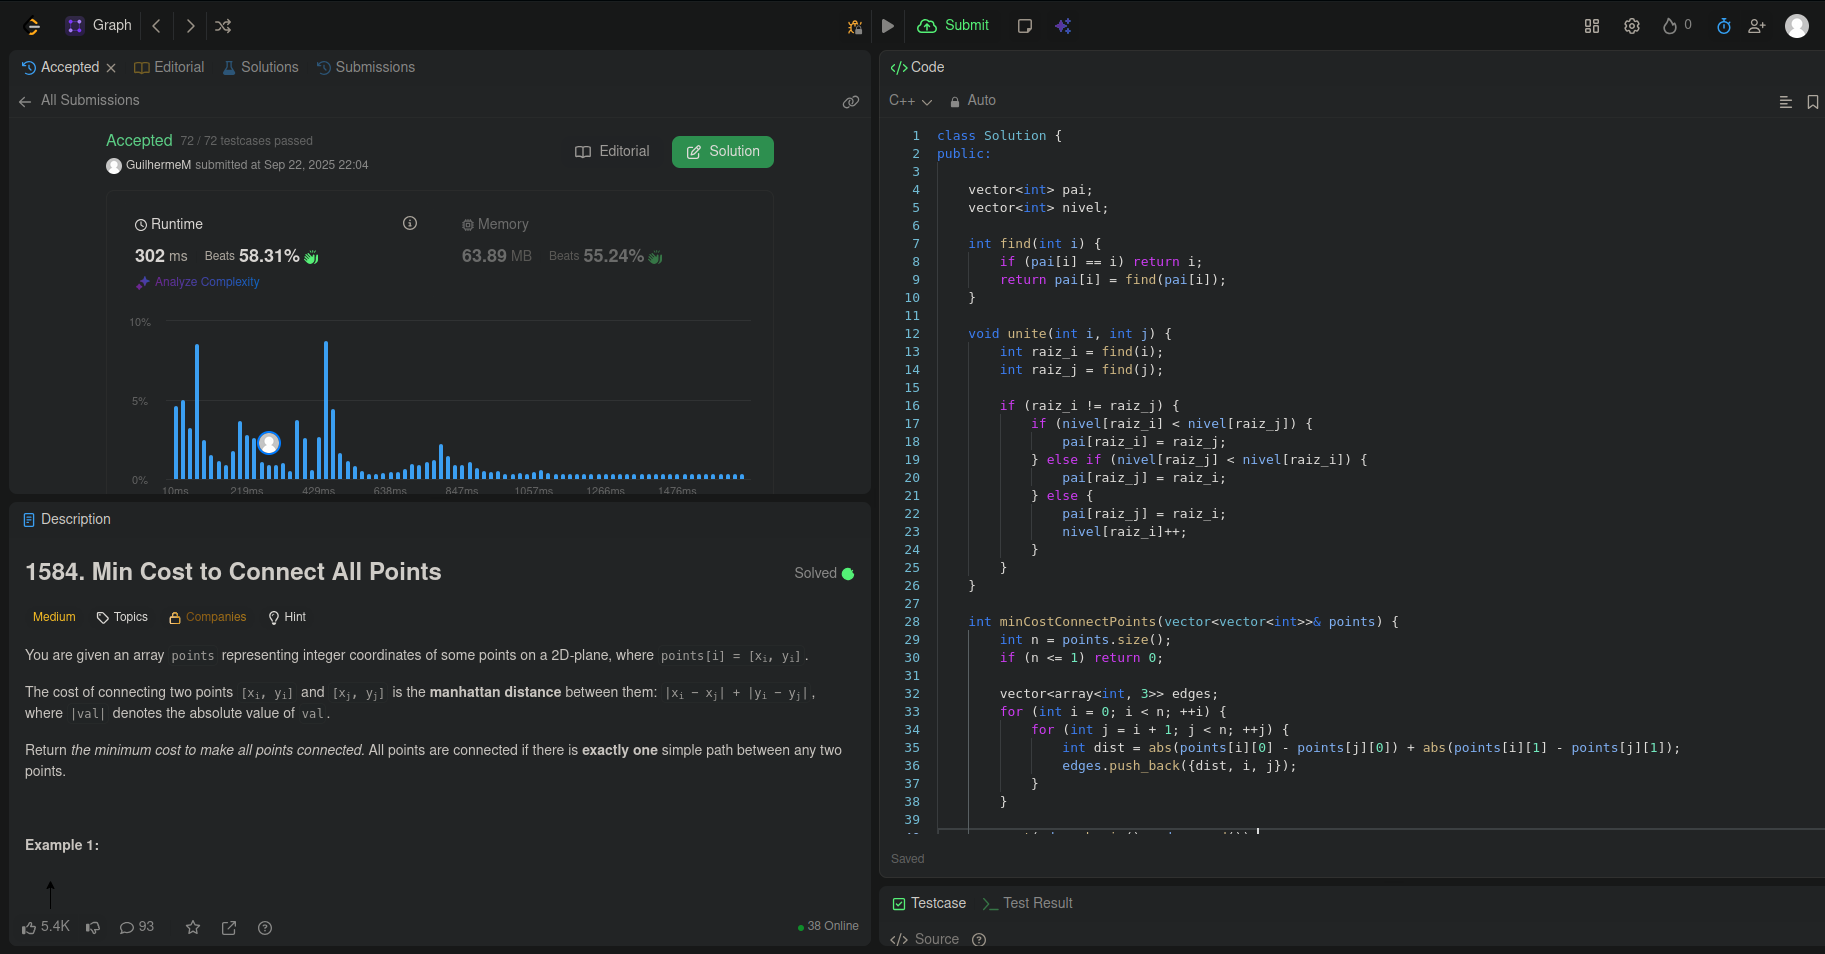 Graph
Submit
0
Accepted
Editorial
Solutions
Submissions
All Submissions
Accepted 72 / 72 testcases passed
GuilhermeM submitted at Sep 22, 2025 22:04
Editorial
Solution
Runtime
302 ms Beats 58.31%
Analyze Complexity
Memory
63.89 MB Beats 55.24%
10%
5%
0%
10ms 219ms 429ms 638ms 847ms 1057ms 1266ms 1476ms
Description
1584. Min Cost to Connect All Points
Solved
Medium Topics Companies Hint
You are given an array points representing integer coordinates of some points on a 2D-plane, where points[i] = [xi, yi].
The cost of connecting two points [xi, yi] and [xj, yj] is the manhattan distance between them: |xi − xj| + |yi − yj|,
where |val| denotes the absolute value of val.
Return the minimum cost to make all points connected. All points are connected if there is exactly one simple path between any two
points.
Example 1:
5.4K 93
38 Online
</> Code
C++ Auto
1 class Solution {
2 public:
3
4     vector<int> pai;
5     vector<int> nivel;
6
7     int find(int i) {
8         if (pai[i] == i) return i;
9         return pai[i] = find(pai[i]);
10     }
11
12     void unite(int i, int j) {
13         int raiz_i = find(i);
14         int raiz_j = find(j);
15
16         if (raiz_i != raiz_j) {
17             if (nivel[raiz_i] < nivel[raiz_j]) {
18                 pai[raiz_i] = raiz_j;
19             } else if (nivel[raiz_j] < nivel[raiz_i]) {
20                 pai[raiz_j] = raiz_i;
21             } else {
22                 pai[raiz_j] = raiz_i;
23                 nivel[raiz_i]++;
24             }
25         }
26     }
27
28     int minCostConnectPoints(vector<vector<int>>& points) {
29         int n = points.size();
30         if (n <= 1) return 0;
31
32         vector<array<int, 3>> edges;
33         for (int i = 0; i < n; ++i) {
34             for (int j = i + 1; j < n; ++j) {
35                 int dist = abs(points[i][0] - points[j][0]) + abs(points[i][1] - points[j][1]);
36                 edges.push_back({dist, i, j});
37             }
38         }
39
Saved
Testcase
Test Result
</> Source